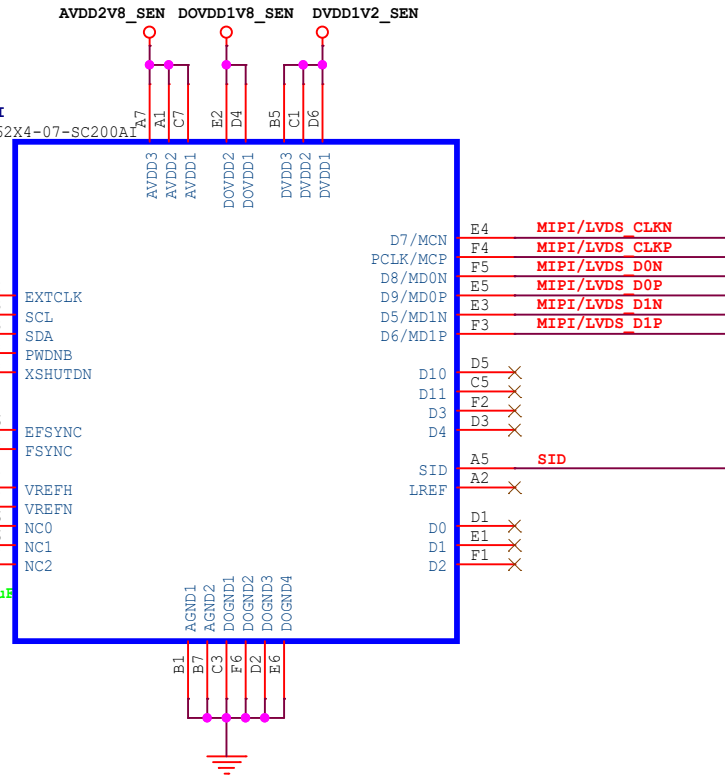 AVDD2V8_SEN DOVDD1V8_SEN DVDD1V2_SEN
A7 A1 C7 E2 D4 B5 C1 D6
52X4-07-SC200AI
AVDD3 AVDD2 AVDD1 DOVDD2 DOVDD1 DVDD3 DVDD2 DVDD1
D7/MCN E4 MIPI/LVDS_CLKN
PCLK/MCP F4 MIPI/LVDS_CLKP
D8/MD0N F5 MIPI/LVDS_D0N
EXTCLK D9/MD0P E5 MIPI/LVDS_D0P
SCL D5/MD1N E3 MIPI/LVDS_D1N
SDA D6/MD1P F3 MIPI/LVDS_D1P
PWDNB
XSHUTDN D10 D5
D11 C5
D3 F2
EFSYNC D4 D3
FSYNC
SID A5 SID
VREFH LREF A2
VREFN
NC0 D0 D1
NC1 D1 E1
NC2 D2 F1
AGND1 AGND2 DOGND1 DOGND2 DOGND3 DOGND4
B1 B7 C3 F6 D2 E6